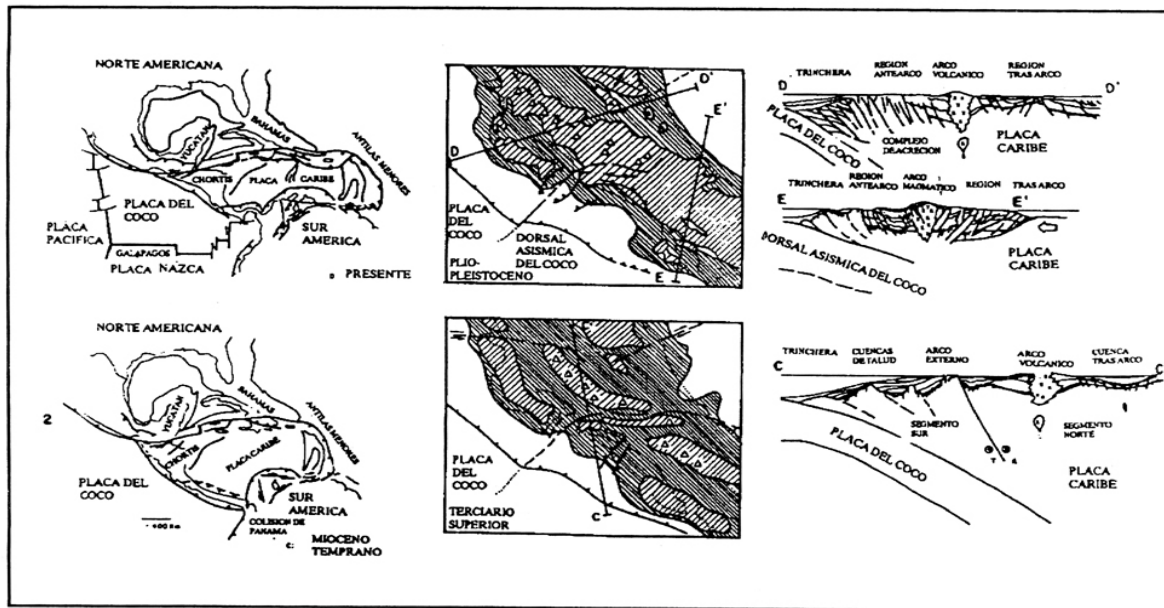 NORTE AMERICANA
YUCATAN
BAHAMAS
ANTILAS MENORES
CHORTIS
PLACA
CARIBE
PLACA DEL
COCO
PLACA
PACIFICA
GALAPAGOS
PLACA NAZCA
SUR
AMERICA
PRESENTE
D
D'
E'
PLACA
DEL
COCO
PLIO-
PLEISTOCENO
DORSAL
ASISMICA
DEL COCO
E
TRINCHERA
REGION
ANTEARCO
ARCO
VOLCANICO
REGION
TRAS ARCO
D
D'
PLACA DEL COCO
COMPLEJO
DEACRECION
PLACA
CARIBE
TRINCHERA
REGION
ANTEARCO
ARCO
MAGMATICO
REGION
TRAS ARCO
E
E'
DORSAL ASISMICA DEL COCO
PLACA
CARIBE
NORTE AMERICANA
2
YUCATAN
BAHAMAS
ANTILAS MENORES
CHORTIS
PLACA CARIBE
PLACA DEL
COCO
SUR
AMERICA
COLISION DE
PANAMA
MIOCENO
TEMPRANO
PLACA
DEL
COCO
TERCIARIO
SUPERIOR
C
TRINCHERA
CUENCAS
DE TALUD
ARCO
EXTERNO
ARCO
VOLCANICO
CUENCA
TRAS ARCO
C
C
SEGMENTO
SUR
SEGMENTO
NORTE
PLACA DEL COCO
T
A
PLACA
CARIBE